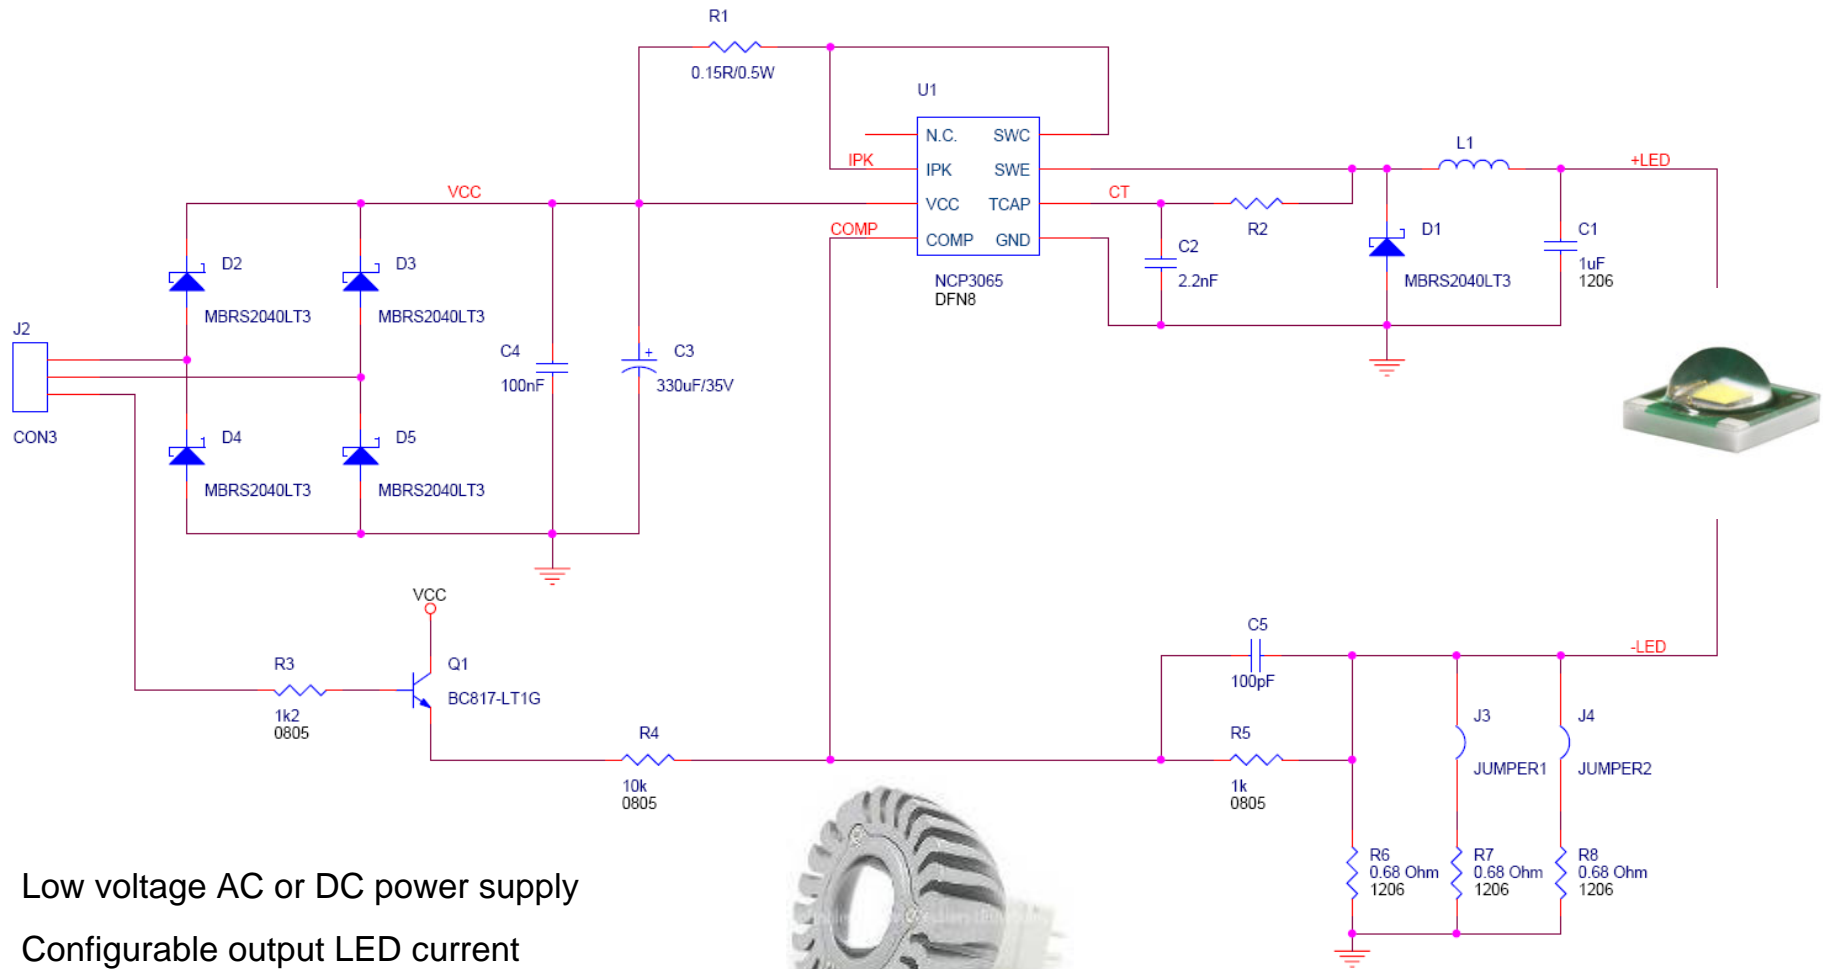 R1
0.15R/0.5W
U1
N.C. SWC
IPK IPK SWE
VCC VCC TCAP CT
COMP COMP GND
NCP3065
DFN8
L1
+LED
R2
C2
2.2nF
D1
MBRS2040LT3
C1
1uF
1206
D2
MBRS2040LT3
D3
MBRS2040LT3
J2
CON3
C4
100nF
C3
+
330uF/35V
D4
MBRS2040LT3
D5
MBRS2040LT3
VCC
R3
1k2
0805
Q1
BC817-LT1G
R4
10k
0805
C5
100pF
R5
1k
0805
-LED
J3
JUMPER1
J4
JUMPER2
R6
0.68 Ohm
1206
R7
0.68 Ohm
1206
R8
0.68 Ohm
1206
Low voltage AC or DC power supply
Configurable output LED current